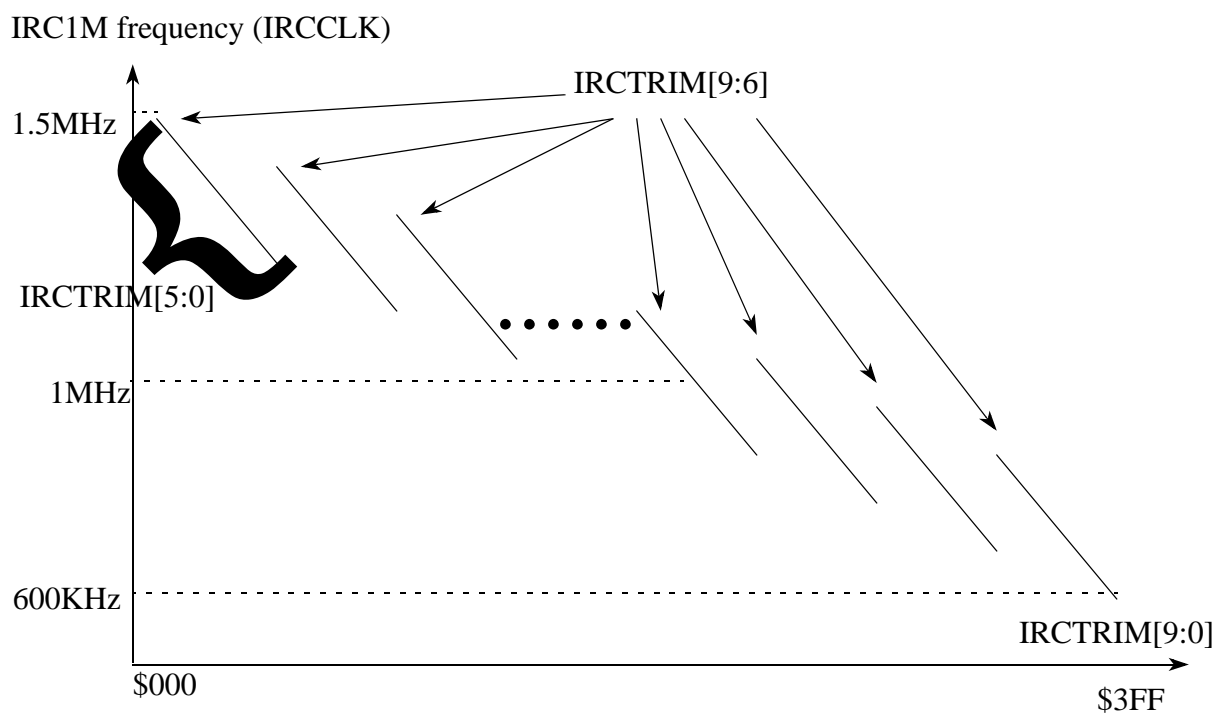 IRC1M frequency (IRCCLK)
IRCTRIM[9:6]
1.5MHz
IRCTRIM[5:0]
1MHz
600KHz
IRCTRIM[9:0]
$000
$3FF